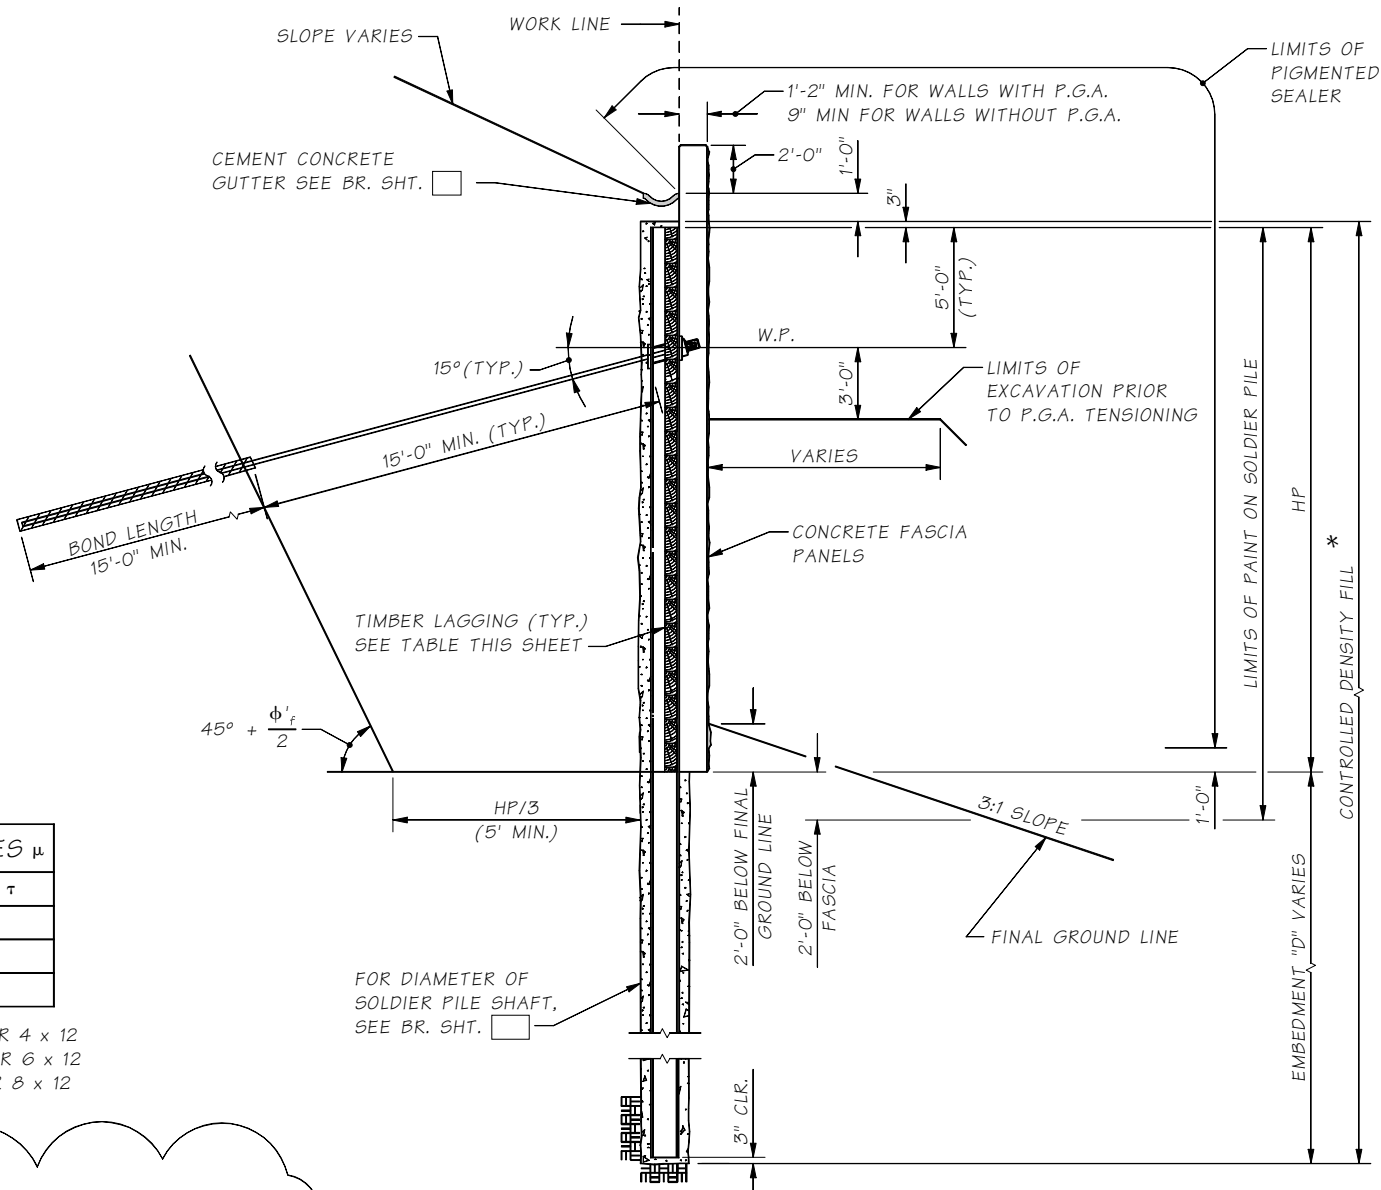 WORK LINE
SLOPE VARIES
LIMITS OF
PIGMENTED
SEALER
1'-2" MIN. FOR WALLS WITH P.G.A.
9" MIN FOR WALLS WITHOUT P.G.A.
CEMENT CONCRETE
GUTTER SEE BR. SHT.
2'-0"
1'-0"
3"
5'-0"
(TYP.)
W.P.
15° (TYP.)
3'-0"
LIMITS OF
EXCAVATION PRIOR
TO P.G.A. TENSIONING
15'-0" MIN. (TYP.)
VARIES
BOND LENGTH
15'-0" MIN.
CONCRETE FASCIA
PANELS
LIMITS OF PAINT ON SOLDIER PILE
HP
*
CONTROLLED DENSITY FILL
TIMBER LAGGING (TYP.)
SEE TABLE THIS SHEET
45° + ϕ'f
2
HP/3
(5' MIN.)
2'-0" BELOW FINAL
GROUND LINE
2'-0" BELOW
FASCIA
3:1 SLOPE
1'-0"
FINAL GROUND LINE
EMBEDMENT "D" VARIES
ES μ
τ
FOR DIAMETER OF
SOLDIER PILE SHAFT,
SEE BR. SHT.
R 4 x 12
R 6 x 12
R 8 x 12
3" CLR.